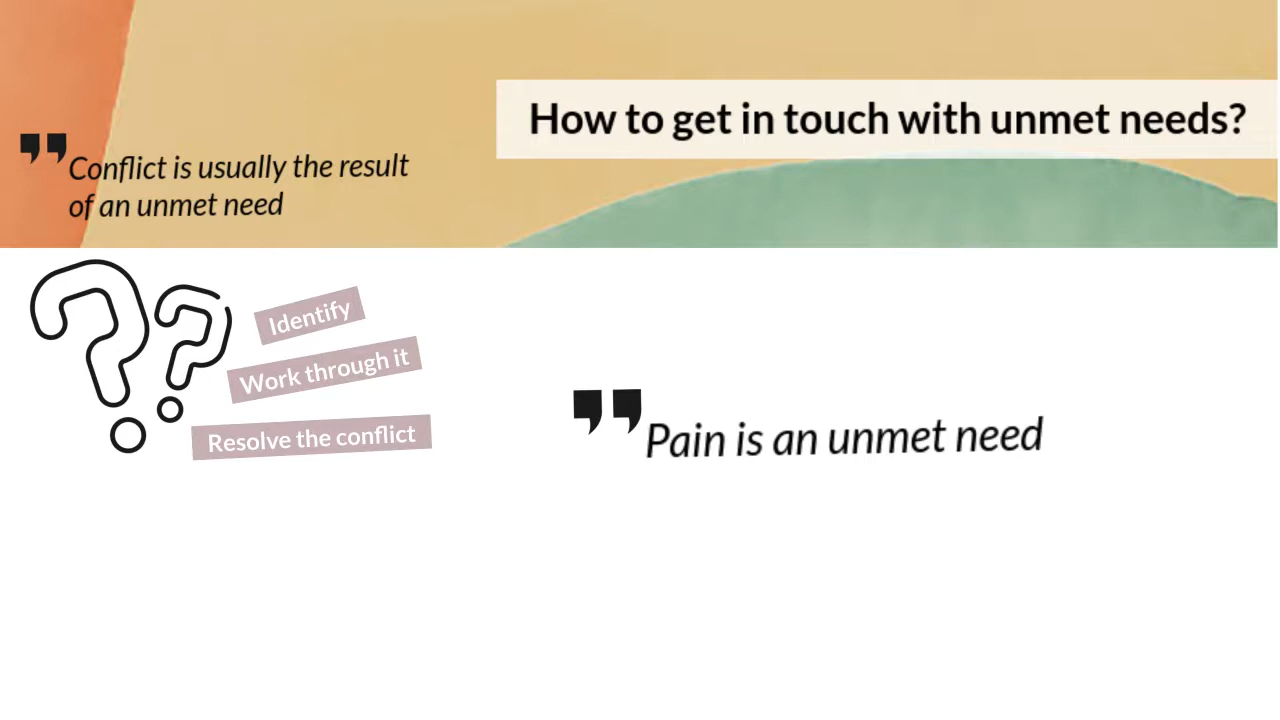 How to get in touch with unmet needs?
" Conflict is usually the result
of an unmet need
Identify
Work through it
Resolve the conflict
" Pain is an unmet need